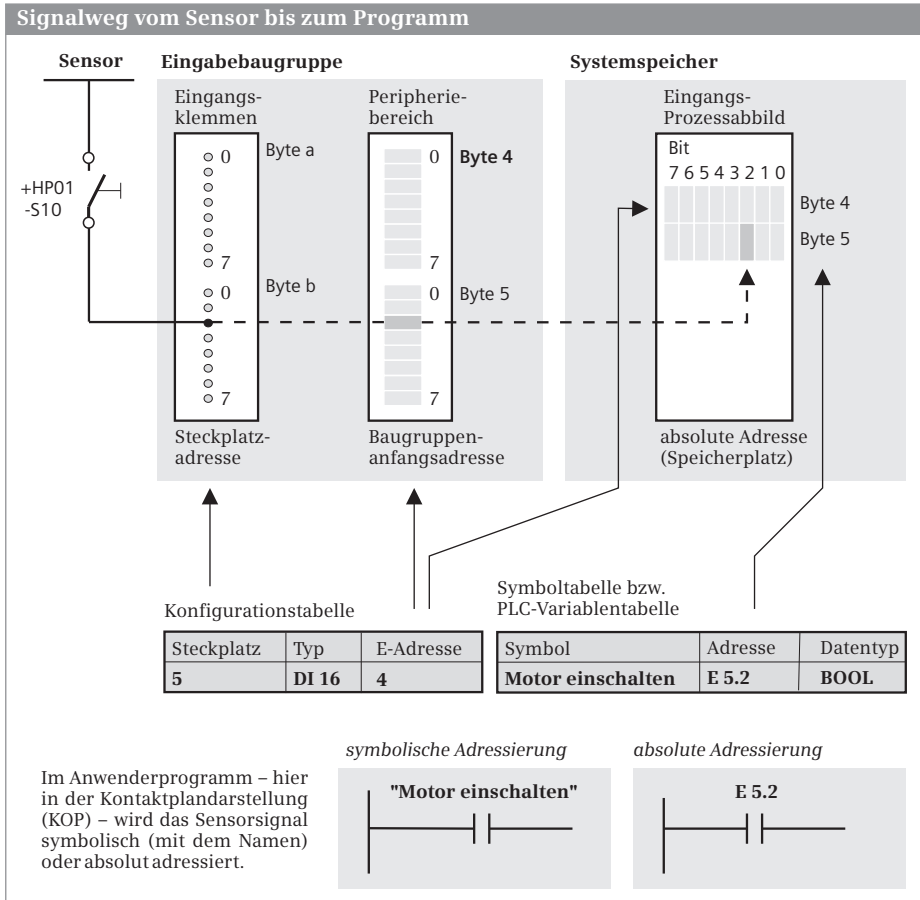 Signalweg vom Sensor bis zum Programm
Sensor
Eingabebaugruppe
Systemspeicher
Eingangs-
klemmen
Peripherie-
bereich
Eingangs-
Prozessabbild
+HP01
-S10
0
Byte a
7
0
Byte b
7
0
Byte 4
7
0
Byte 5
7
Bit
7 6 5 4 3 2 1 0
Byte 4
Byte 5
Steckplatz-
adresse
Baugruppen-
anfangsadresse
absolute Adresse
(Speicherplatz)
Konfigurationstabelle
Steckplatz Typ E-Adresse
5 DI 16 4
Symboltabelle bzw.
PLC-Variablentabelle
Symbol Adresse Datentyp
Motor einschalten E 5.2 BOOL
Im Anwenderprogramm – hier
in der Kontaktplandarstellung
(KOP) – wird das Sensorsignal
symbolisch (mit dem Namen)
oder absolut adressiert.
symbolische Adressierung
"Motor einschalten"
absolute Adressierung
E 5.2